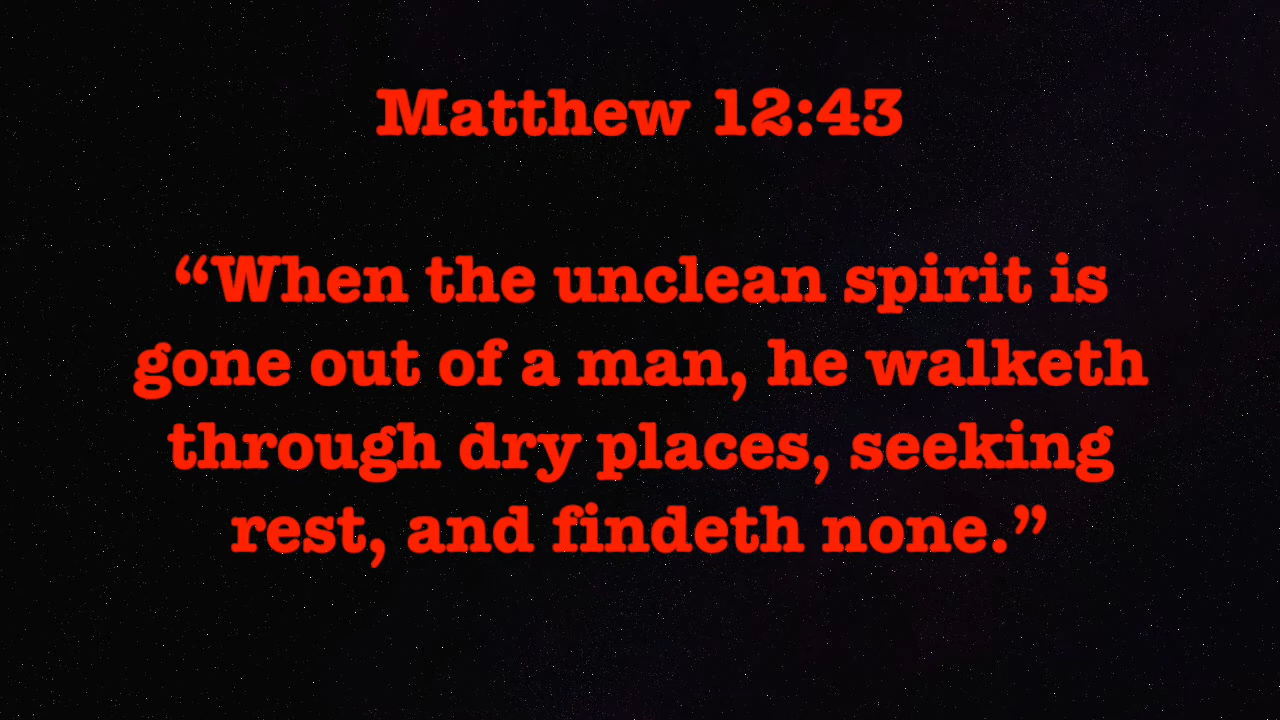 Matthew 12:43
“When the unclean spirit is
gone out of a man, he walketh
through dry places, seeking
rest, and findeth none.”